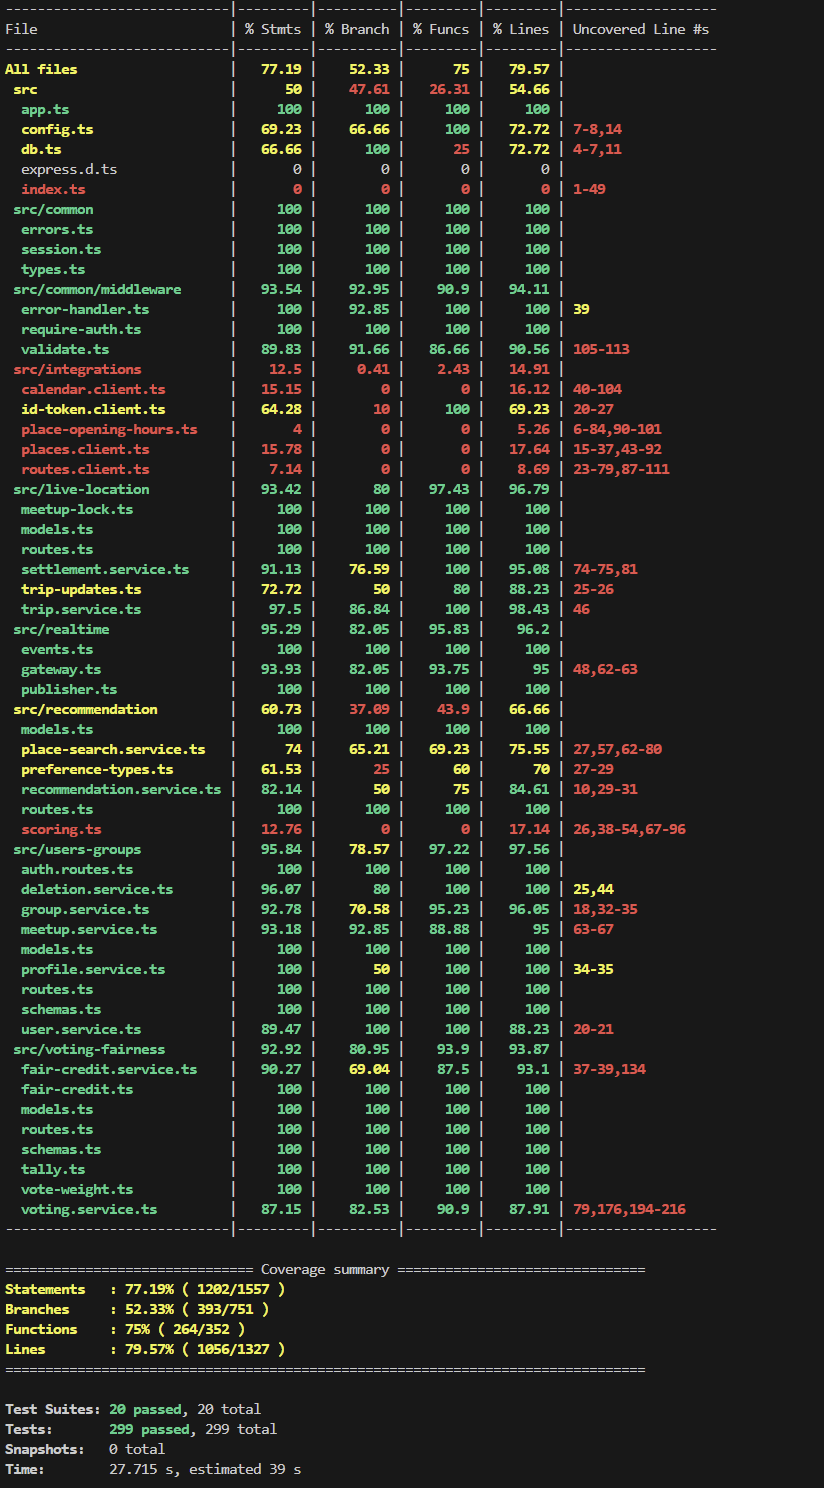 ----------------------------|---------|----------|---------|---------|-------------------
File                        | % Stmts | % Branch | % Funcs | % Lines | Uncovered Line #s
----------------------------|---------|----------|---------|---------|-------------------
All files                   |   77.19 |    52.33 |      75 |   79.57 |
 src                        |      50 |    47.61 |   26.31 |   54.66 |
  app.ts                    |     100 |      100 |     100 |     100 |
  config.ts                 |   69.23 |    66.66 |     100 |   72.72 | 7-8,14
  db.ts                     |   66.66 |      100 |      25 |   72.72 | 4-7,11
  express.d.ts              |       0 |        0 |       0 |       0 |
  index.ts                  |       0 |        0 |       0 |       0 | 1-49
 src/common                 |     100 |      100 |     100 |     100 |
  errors.ts                 |     100 |      100 |     100 |     100 |
  session.ts                |     100 |      100 |     100 |     100 |
  types.ts                  |     100 |      100 |     100 |     100 |
 src/common/middleware      |   93.54 |    92.95 |    90.9 |   94.11 |
  error-handler.ts          |     100 |    92.85 |     100 |     100 | 39
  require-auth.ts           |     100 |      100 |     100 |     100 |
  validate.ts               |   89.83 |    91.66 |   86.66 |   90.56 | 105-113
 src/integrations           |    12.5 |     0.41 |    2.43 |   14.91 |
  calendar.client.ts        |   15.15 |        0 |       0 |   16.12 | 40-104
  id-token.client.ts        |   64.28 |       10 |     100 |   69.23 | 20-27
  place-opening-hours.ts    |       4 |        0 |       0 |    5.26 | 6-84,90-101
  places.client.ts          |   15.78 |        0 |       0 |   17.64 | 15-37,43-92
  routes.client.ts          |    7.14 |        0 |       0 |    8.69 | 23-79,87-111
 src/live-location          |   93.42 |       80 |   97.43 |   96.79 |
  meetup-lock.ts            |     100 |      100 |     100 |     100 |
  models.ts                 |     100 |      100 |     100 |     100 |
  routes.ts                 |     100 |      100 |     100 |     100 |
  settlement.service.ts     |   91.13 |    76.59 |     100 |   95.08 | 74-75,81
  trip-updates.ts           |   72.72 |       50 |      80 |   88.23 | 25-26
  trip.service.ts           |    97.5 |    86.84 |     100 |   98.43 | 46
 src/realtime               |   95.29 |    82.05 |   95.83 |    96.2 |
  events.ts                 |     100 |      100 |     100 |     100 |
  gateway.ts                |   93.93 |    82.05 |   93.75 |      95 | 48,62-63
  publisher.ts              |     100 |      100 |     100 |     100 |
 src/recommendation         |   60.73 |    37.09 |    43.9 |   66.66 |
  models.ts                 |     100 |      100 |     100 |     100 |
  place-search.service.ts   |      74 |    65.21 |   69.23 |   75.55 | 27,57,62-80
  preference-types.ts       |   61.53 |       25 |      60 |      70 | 27-29
  recommendation.service.ts |   82.14 |       50 |      75 |   84.61 | 10,29-31
  routes.ts                 |     100 |      100 |     100 |     100 |
  scoring.ts                |   12.76 |        0 |       0 |   17.14 | 26,38-54,67-96
 src/users-groups           |   95.84 |    78.57 |   97.22 |   97.56 |
  auth.routes.ts            |     100 |      100 |     100 |     100 |
  deletion.service.ts       |   96.07 |       80 |     100 |     100 | 25,44
  group.service.ts          |   92.78 |    70.58 |   95.23 |   96.05 | 18,32-35
  meetup.service.ts         |   93.18 |    92.85 |   88.88 |      95 | 63-67
  models.ts                 |     100 |      100 |     100 |     100 |
  profile.service.ts        |     100 |       50 |     100 |     100 | 34-35
  routes.ts                 |     100 |      100 |     100 |     100 |
  schemas.ts                |     100 |      100 |     100 |     100 |
  user.service.ts           |   89.47 |      100 |     100 |   88.23 | 20-21
 src/voting-fairness        |   92.92 |    80.95 |    93.9 |   93.87 |
  fair-credit.service.ts    |   90.27 |    69.04 |    87.5 |    93.1 | 37-39,134
  fair-credit.ts            |     100 |      100 |     100 |     100 |
  models.ts                 |     100 |      100 |     100 |     100 |
  routes.ts                 |     100 |      100 |     100 |     100 |
  schemas.ts                |     100 |      100 |     100 |     100 |
  tally.ts                  |     100 |      100 |     100 |     100 |
  vote-weight.ts            |     100 |      100 |     100 |     100 |
  voting.service.ts         |   87.15 |    82.53 |    90.9 |   87.91 | 79,176,194-216
----------------------------|---------|----------|---------|---------|-------------------
=============================== Coverage summary ===============================
Statements   : 77.19% ( 1202/1557 )
Branches     : 52.33% ( 393/751 )
Functions    : 75% ( 264/352 )
Lines        : 79.57% ( 1056/1327 )
================================================================================
Test Suites: 20 passed, 20 total
Tests:       299 passed, 299 total
Snapshots:   0 total
Time:        27.715 s, estimated 39 s